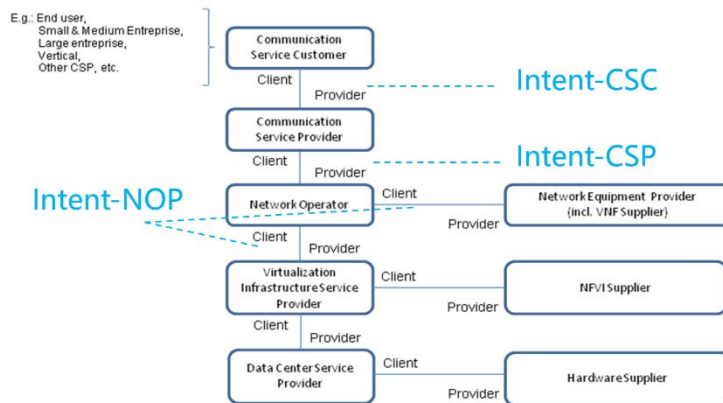 E.g.: End user,
Small & Medium Entreprise,
Large entreprise,
Vertical,
Other CSP, etc.
Communication
Service Customer
Client
Provider
Intent-CSC
Communication
Service Provider
Client
Provider
Intent-CSP
Intent-NOP
Network Operator
Client
Provider
Network Equipment Provider
(incl. VNF Supplier)
Client
Provider
Virtualization
Infrastructure Service
Provider
Client
Provider
NFVI Supplier
Client
Provider
Data Center Service
Provider
Client
Provider
Hardware Supplier